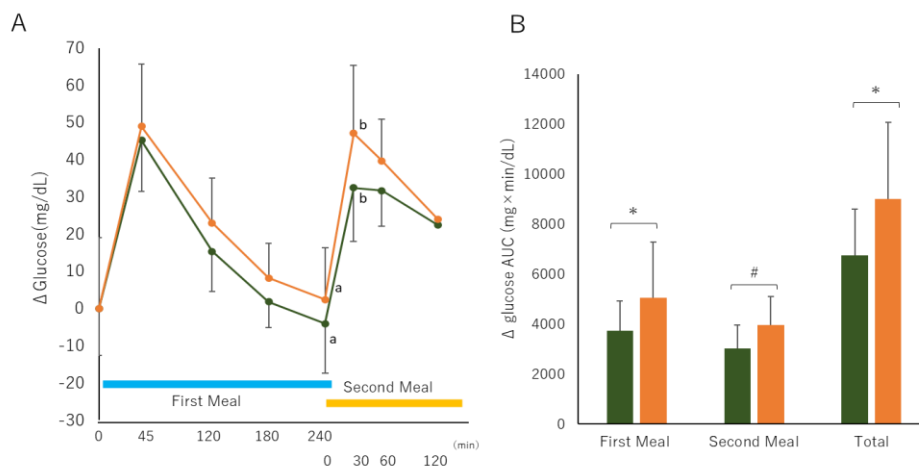 A
Δ Glucose(mg/dL)
70
60
50
40
30
20
10
0
-10
-20
-30
b
b
a
a
First Meal
Second Meal
0 45 120 180 240 (min)
0 30 60 120
B
Δ glucose AUC (mg×min/dL)
14000
12000
10000
8000
6000
4000
2000
0
*
#
*
First Meal Second Meal Total